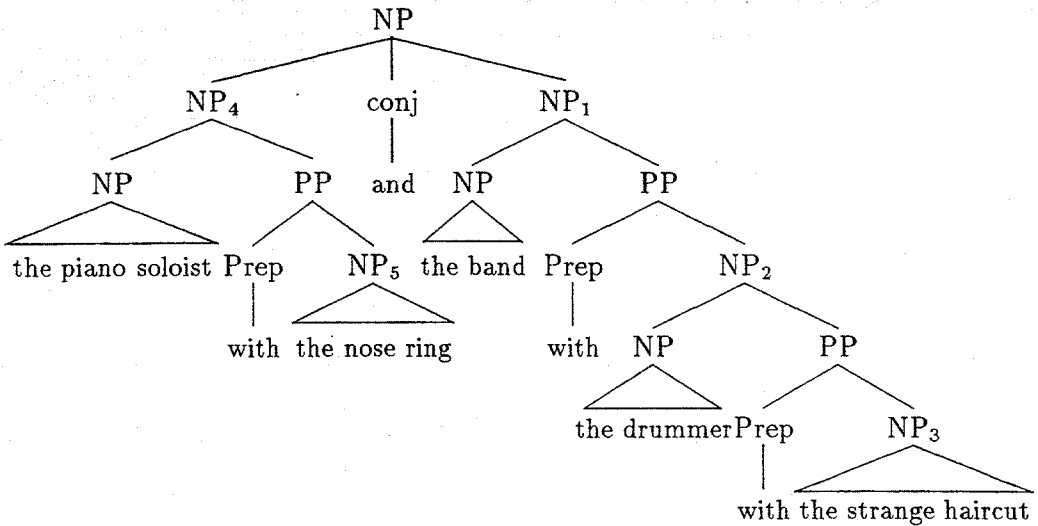 NP
NP₄ conj NP₁
NP PP and NP PP
the piano soloist Prep NP₅ the band Prep NP₂
with the nose ring with NP PP
the drummer Prep NP₃
with the strange haircut